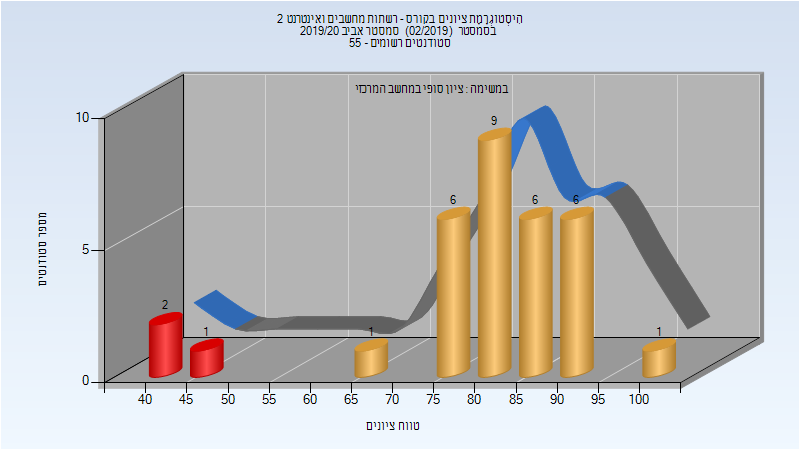 היסטוגרמת ציונים בקורס - רשתות מחשבים ואינטרנט 2
בסמסטר (02/2019) סמסטר אביב 2019/20
סטודנטים רשומים - 55
במשימה : ציון סופי במחשב המרכזי
מספר סטודנטים
10
5
0
2
1
1
6
9
6
6
1
40 45 50 55 60 65 70 75 80 85 90 95 100
טווח ציונים